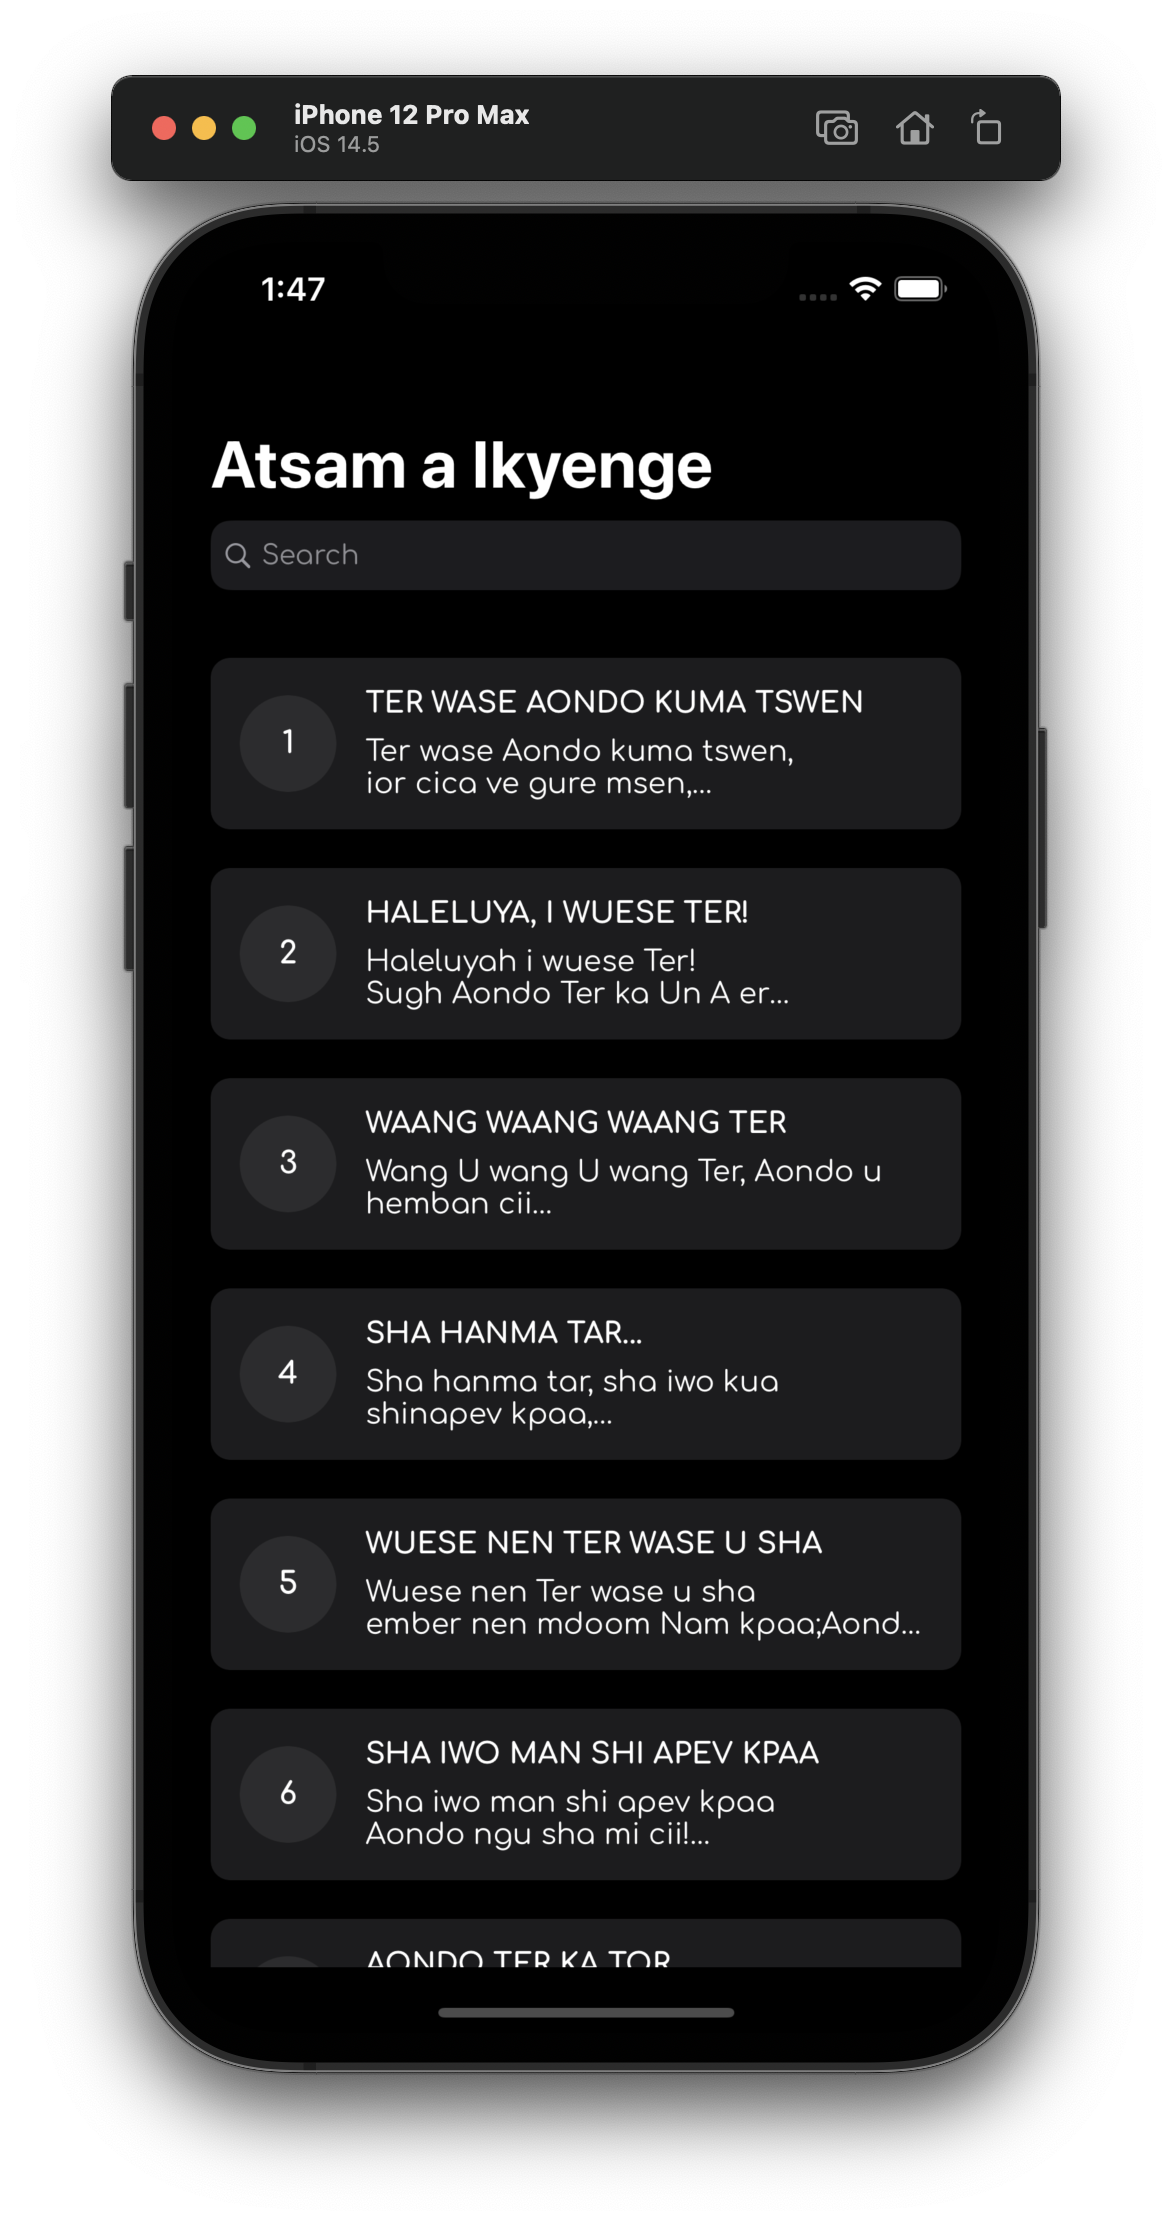 iPhone 12 Pro Max
iOS 14.5
1:47
Atsam a Ikyenge
Search
1
TER WASE AONDO KUMA TSWEN
Ter wase Aondo kuma tswen,
ior cica ve gure msen,...
2
HALELUYA, I WUESE TER!
Haleluyah i wuese Ter!
Sugh Aondo Ter ka Un A er...
3
WAANG WAANG WAANG TER
Wang U wang U wang Ter, Aondo u
hemban cii...
4
SHA HANMA TAR...
Sha hanma tar, sha iwo kua
shinapev kpaa,...
5
WUESE NEN TER WASE U SHA
Wuese nen Ter wase u sha
ember nen mdoom Nam kpaa;Aond...
6
SHA IWO MAN SHI APEV KPAA
Sha iwo man shi apev kpaa
Aondo ngu sha mi cii!...
AONDO TER KA TOR